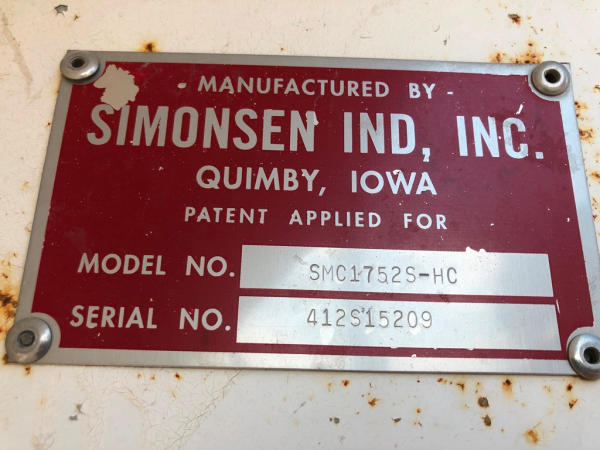 - MANUFACTURED BY -
SIMONSEN IND, INC.
QUIMBY, IOWA
PATENT APPLIED FOR
MODEL NO. SMC1752S-HC
SERIAL NO. 412S15209